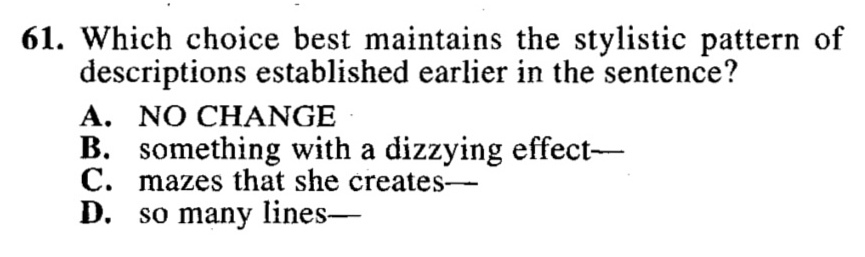 61. Which choice best maintains the stylistic pattern of
descriptions established earlier in the sentence?
A. NO CHANGE
B. something with a dizzying effect—
C. mazes that she creates—
D. so many lines—